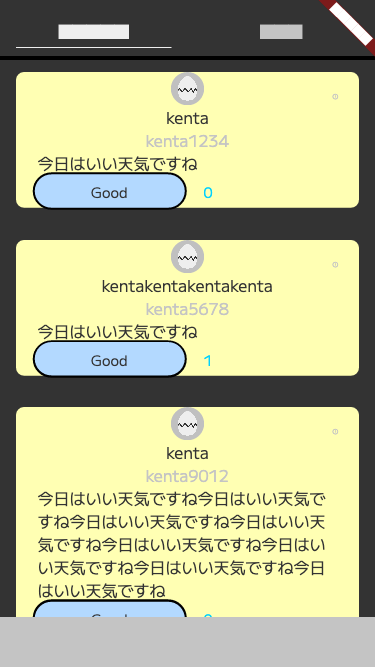 kenta
kenta1234
今日はいい天気ですね
Good 0
kentakentakentakenta
kenta5678
今日はいい天気ですね
Good 1
kenta
kenta9012
今日はいい天気ですね今日はいい天気で
すね今日はいい天気ですね今日はいい天
気ですね今日はいい天気ですね今日はい
い天気ですね今日はいい天気ですね今日
はいい天気ですね